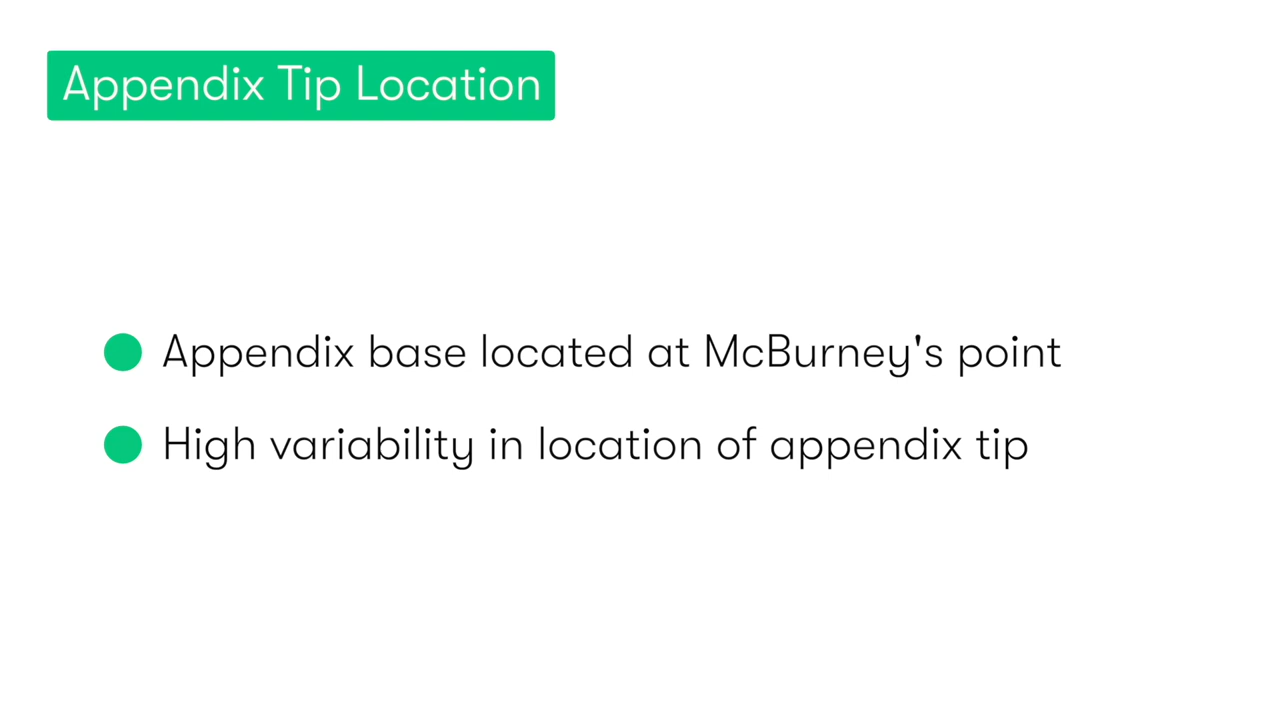 Appendix Tip Location
Appendix base located at McBurney's point
High variability in location of appendix tip